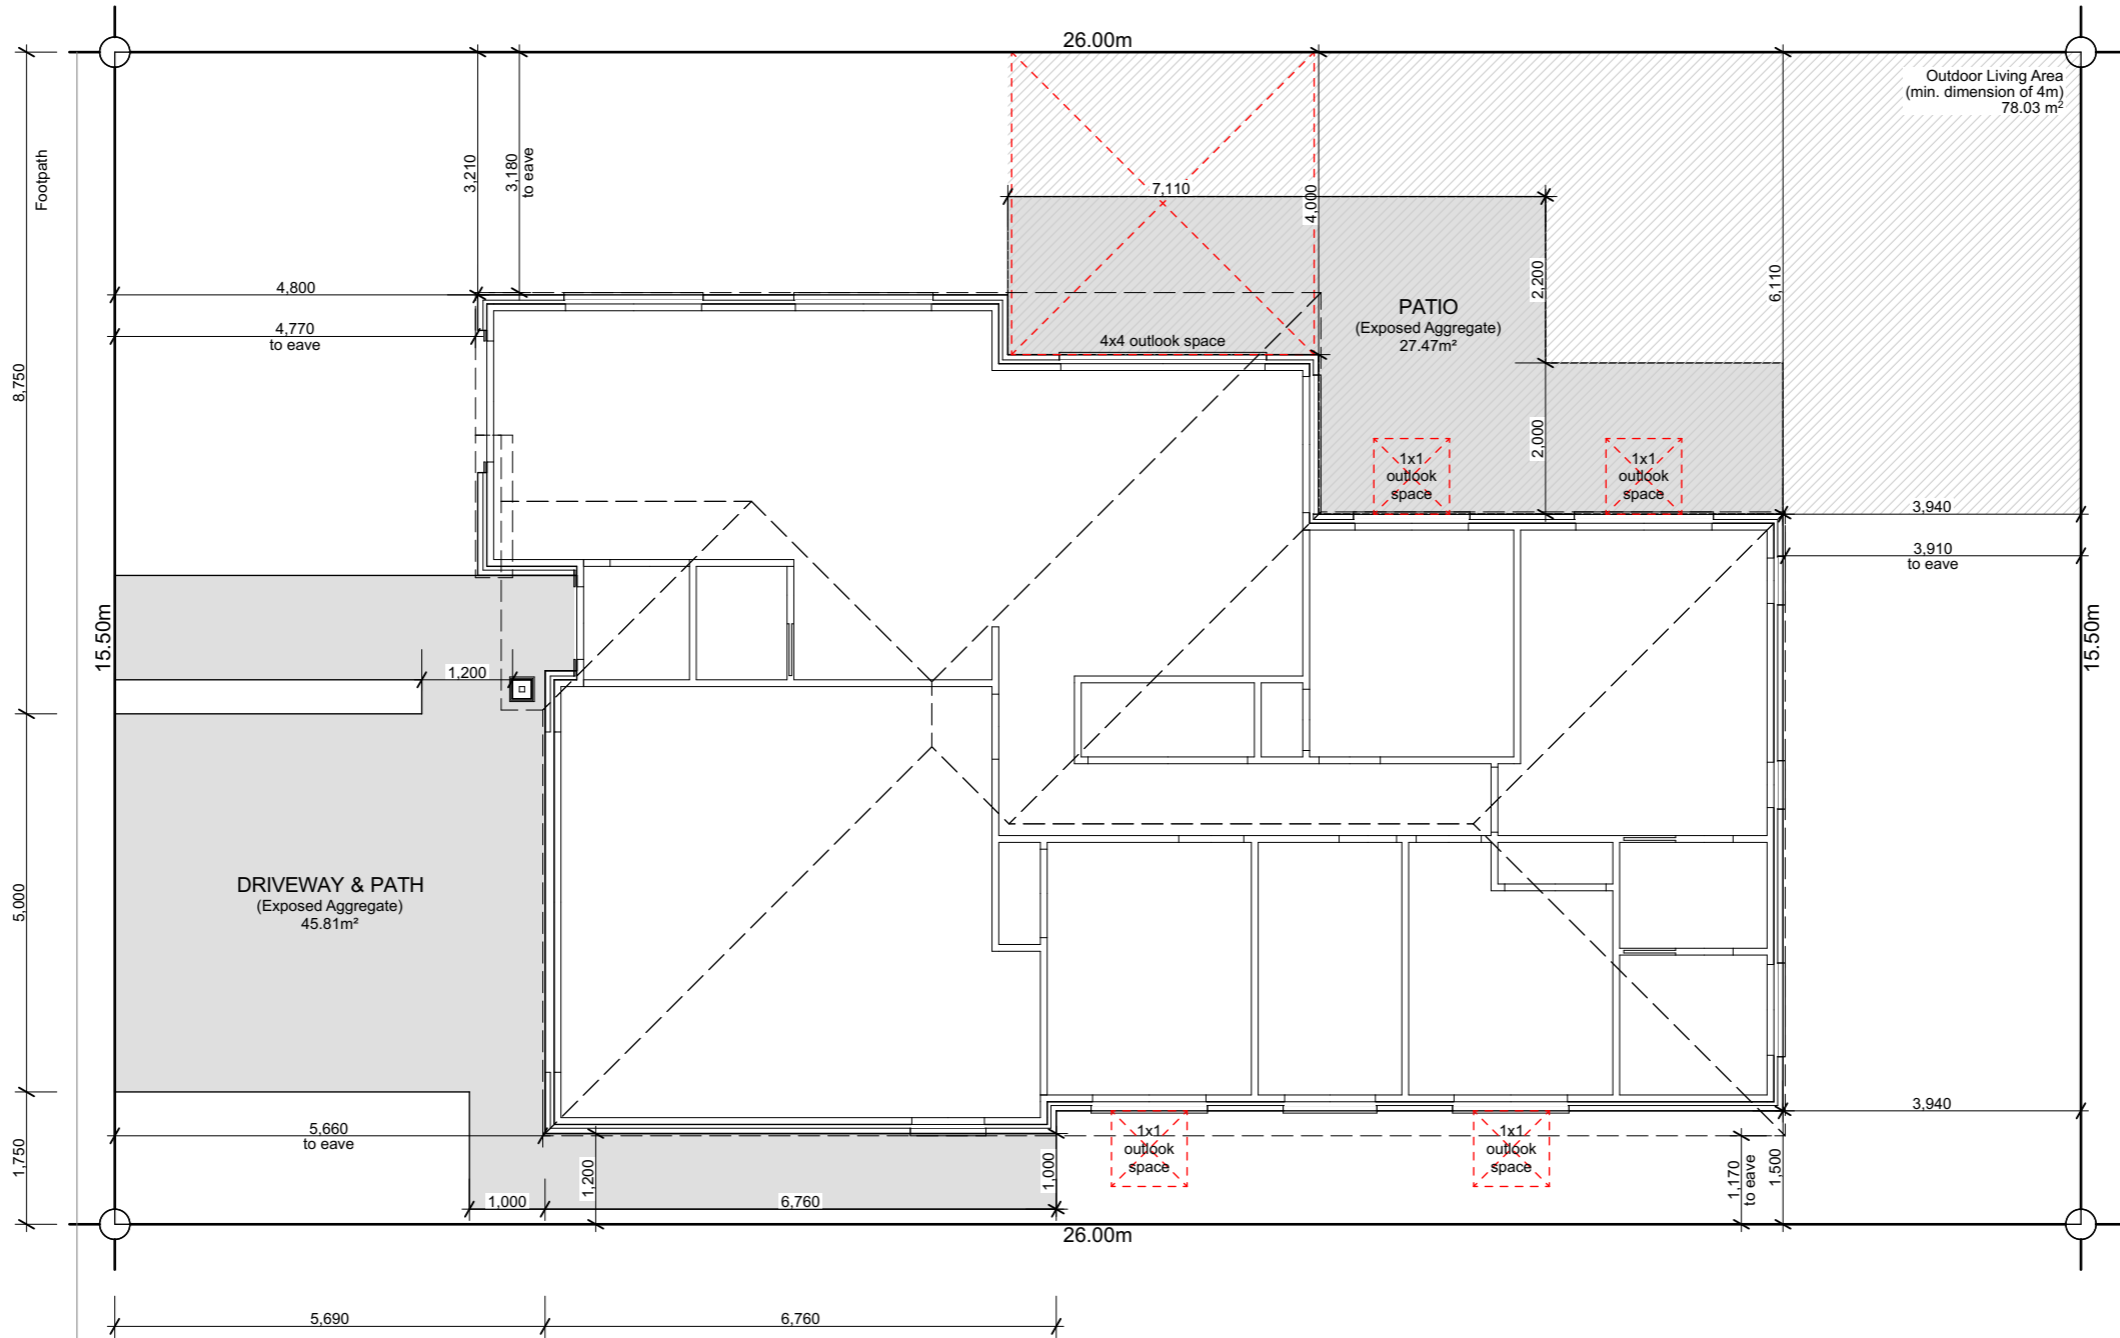 26.00m
Outdoor Living Area
(min. dimension of 4m)
78.03 m²
Footpath
3,210
3,180
to eave
7,110
4,000
2,200
6,110
4,800
4,770
to eave
PATIO
(Exposed Aggregate)
27.47m²
4x4 outlook space
8,750
2,000
1x1
outlook
space
1x1
outlook
space
3,940
3,910
to eave
15.50m
15.50m
1,200
DRIVEWAY & PATH
(Exposed Aggregate)
45.81m²
5,000
3,940
5,660
to eave
1x1
outlook
space
1x1
outlook
space
1,750
1,200
1,000
1,170
to eave
1,500
1,000
6,760
26.00m
5,690
6,760